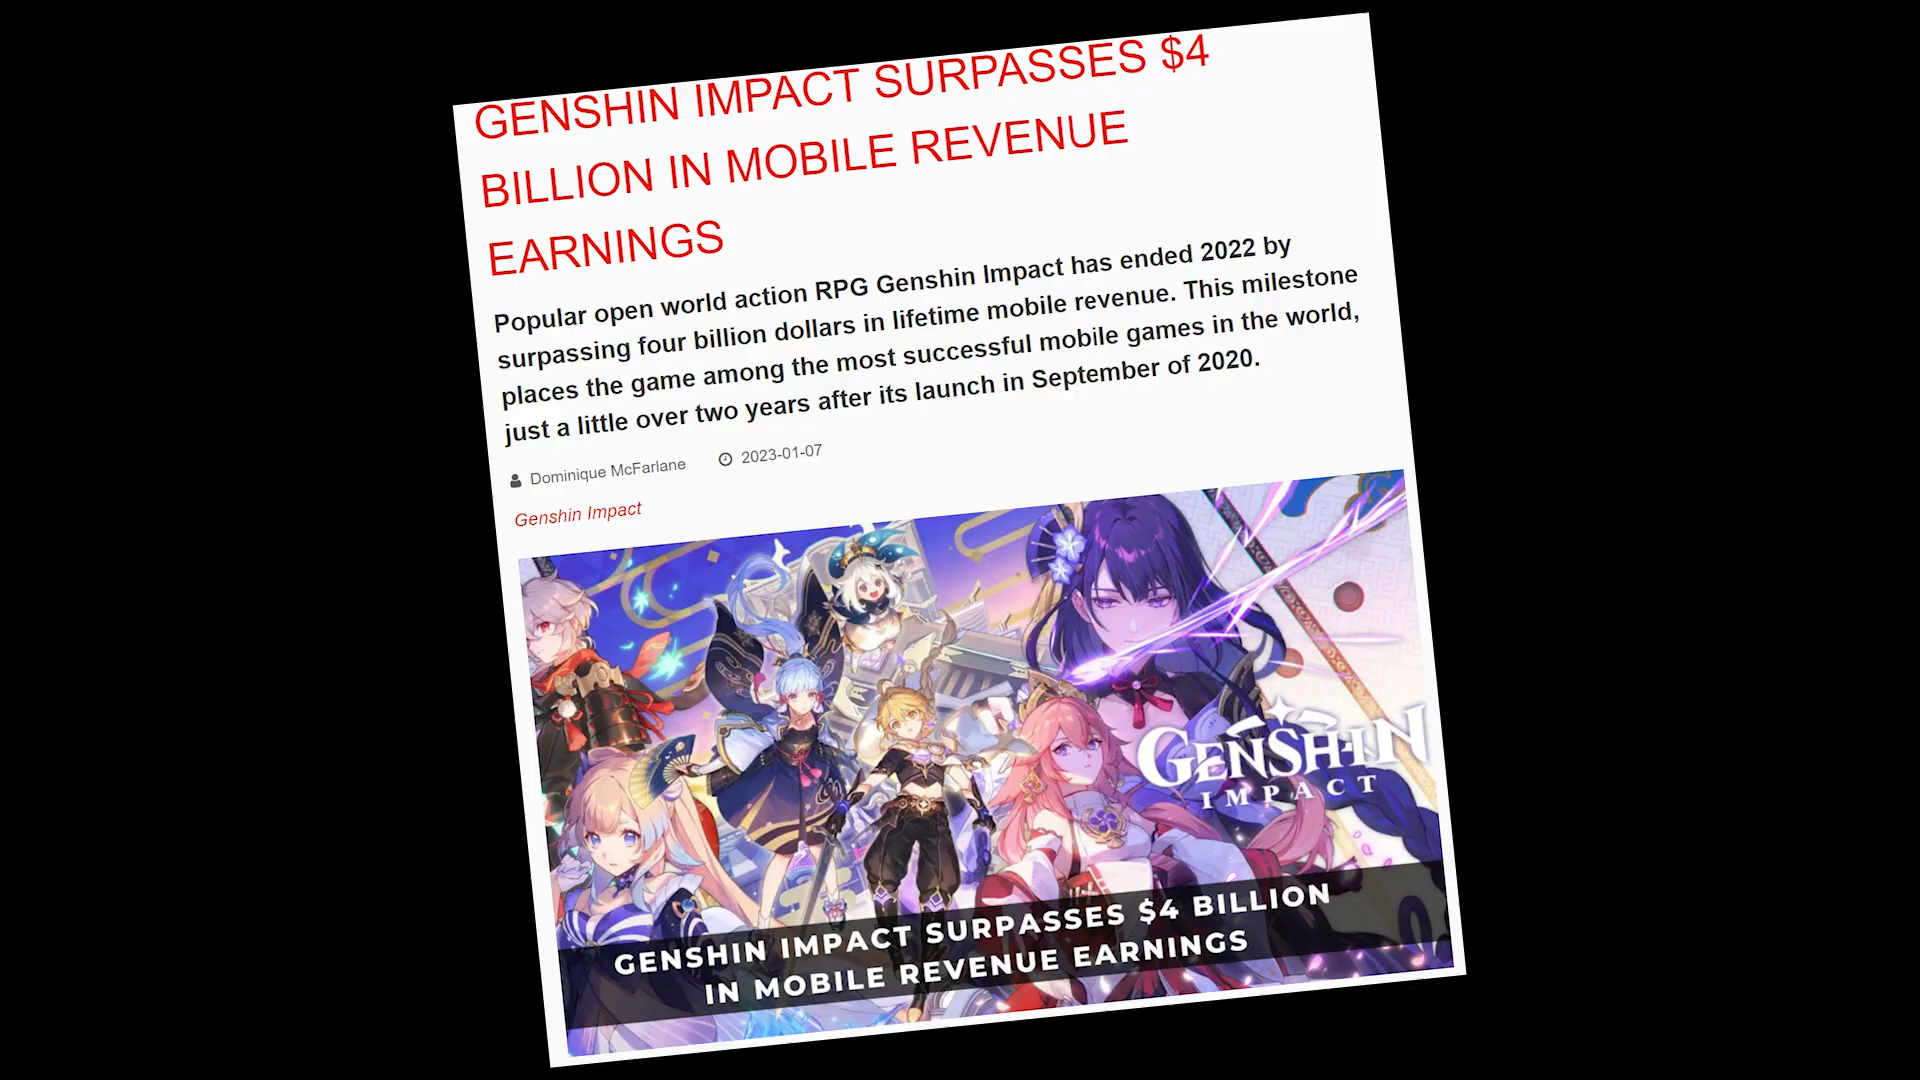 GENSHIN IMPACT SURPASSES $4
BILLION IN MOBILE REVENUE
EARNINGS
Popular open world action RPG Genshin Impact has ended 2022 by
surpassing four billion dollars in lifetime mobile revenue. This milestone
places the game among the most successful mobile games in the world,
just a little over two years after its launch in September of 2020.
Dominique McFarlane 2023-01-07
Genshin Impact
GENSHIN
IMPACT
GENSHIN IMPACT SURPASSES $4 BILLION
IN MOBILE REVENUE EARNINGS